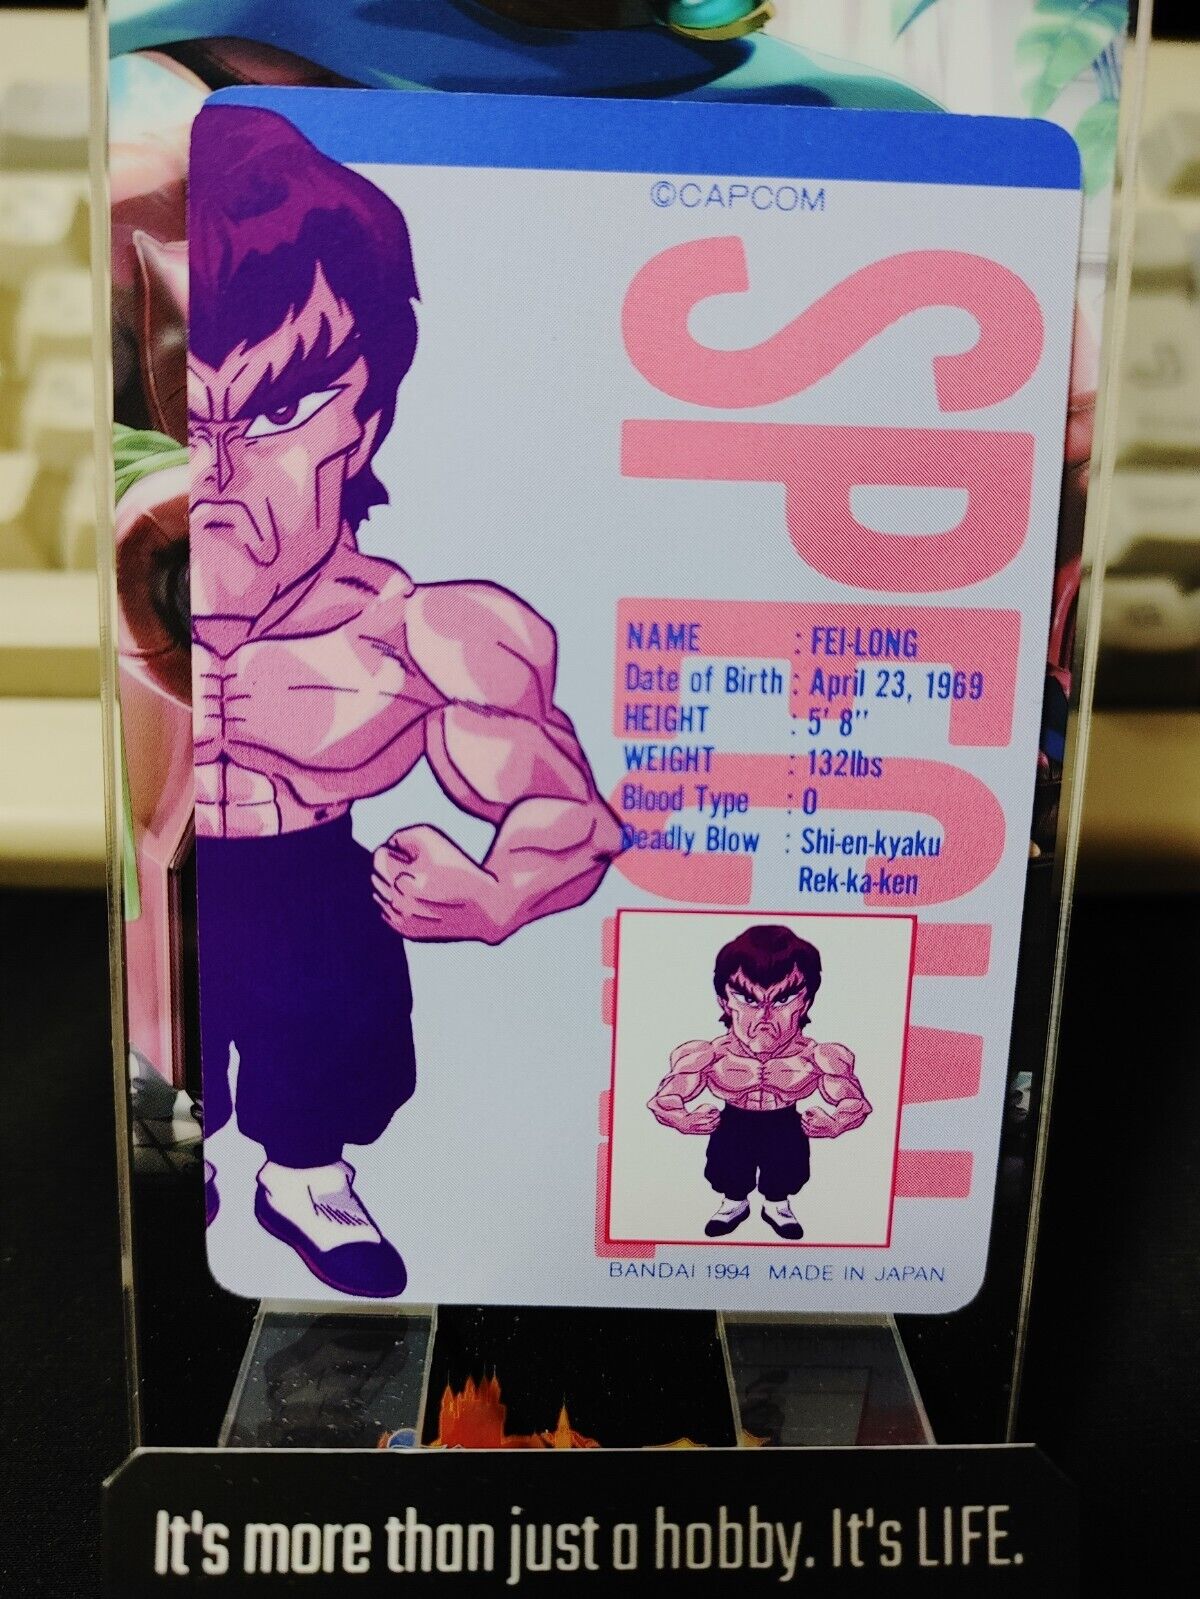 ©CAPCOM
SPECIAL
NAME : FEI-LONG
Date of Birth : April 23, 1969
HEIGHT : 5' 8"
WEIGHT : 132lbs
Blood Type : O
Deadly Blow : Shi-en-kyaku
Rek-ka-ken
BANDAI 1994 MADE IN JAPAN
It's more than just a hobby. It's LIFE.